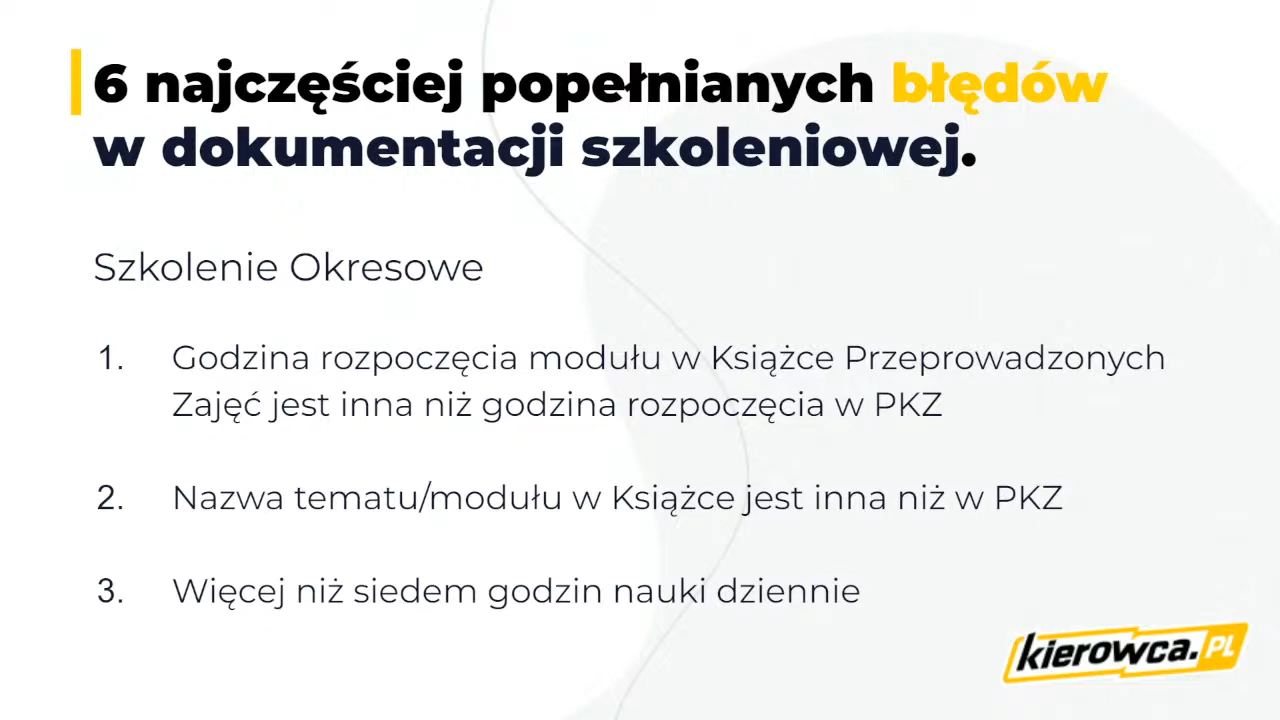 6 najczęściej popełnianych błędów
w dokumentacji szkoleniowej.
Szkolenie Okresowe
1. Godzina rozpoczęcia modułu w Książce Przeprowadzonych
Zajęć jest inna niż godzina rozpoczęcia w PKZ
2. Nazwa tematu/modułu w Książce jest inna niż w PKZ
3. Więcej niż siedem godzin nauki dziennie
kierowca.PL